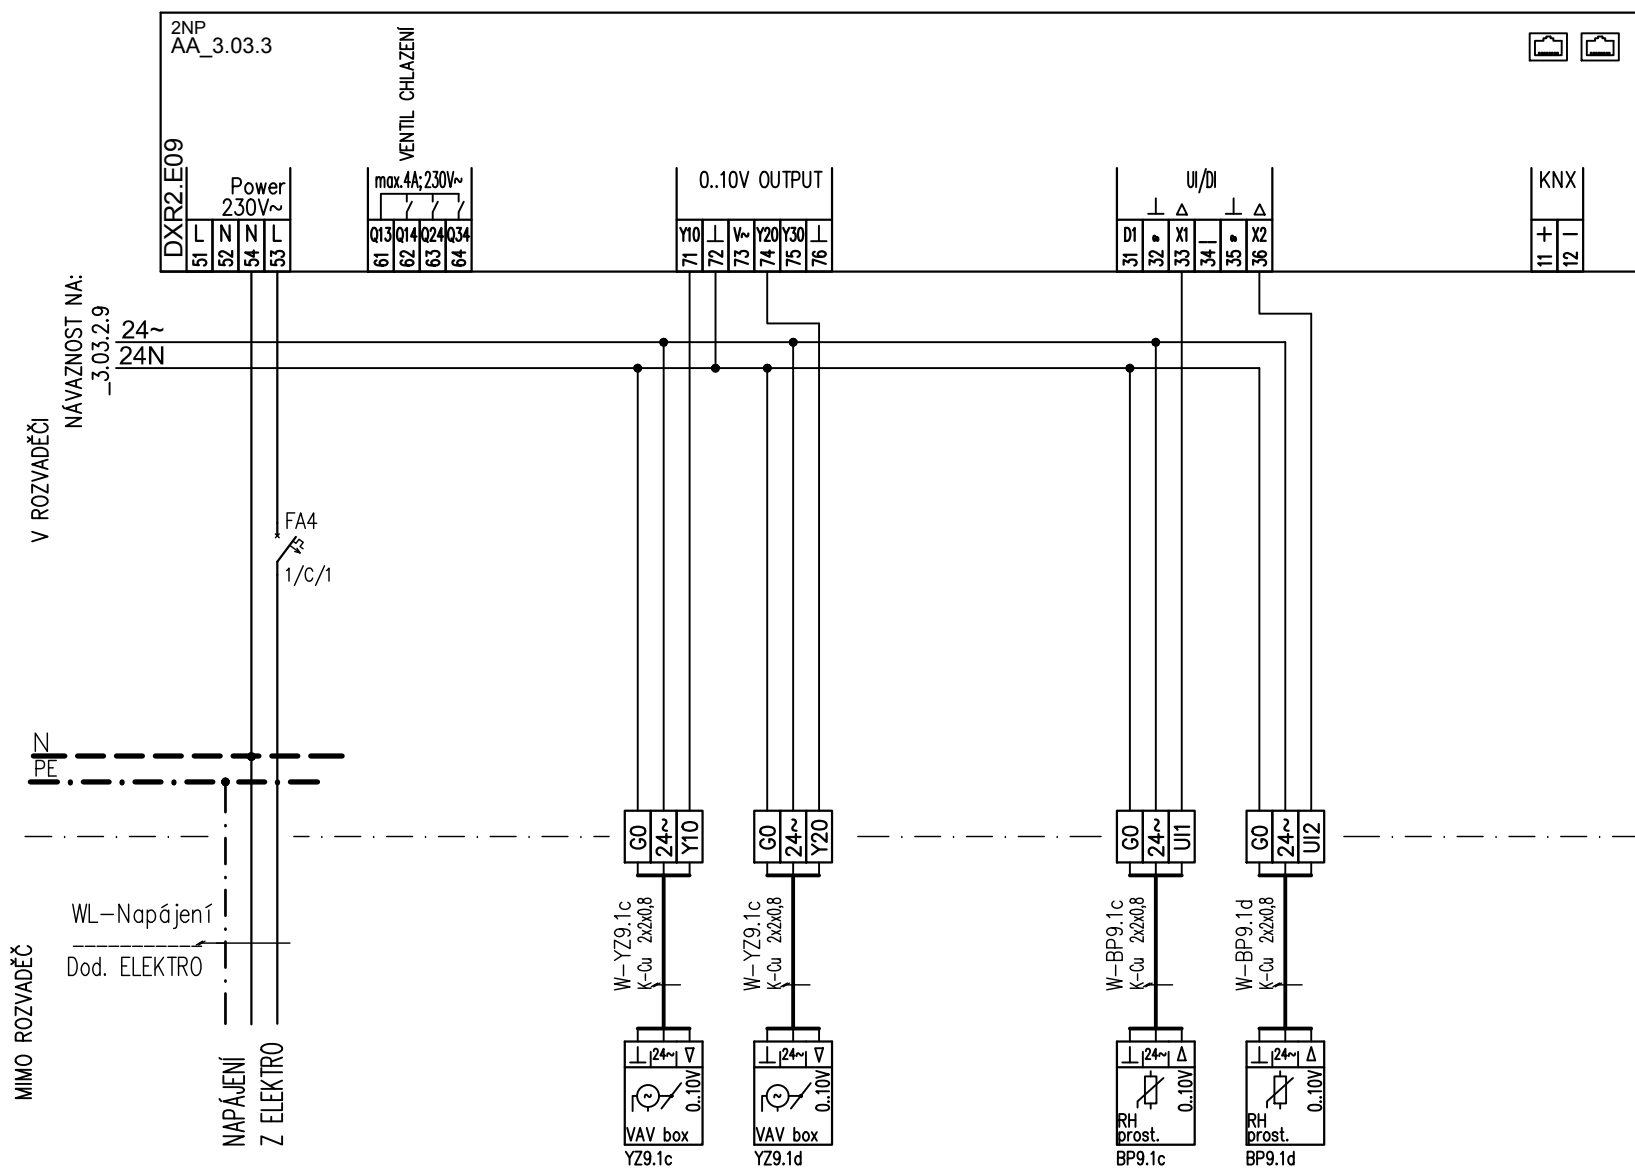 2NP
AA_3.03.3
DXR2.E09
Power
230V~
L N N L
51 52 54 53
VENTIL CHLAZENÍ
max.4A;230V~
Q13 Q14 Q24 Q34
61 62 63 64
0..10V OUTPUT
Y10 ⊥ V~ Y20 Y30 ⊥
71 72 73 74 75 76
UI/DI
D1 X1 X2
31 32 33 34 35 36
KNX
+ −
11 12
NÁVAZNOST NA:
_3.03.2.9
24~
24N
V ROZVADĚČI
FA4
1/C/1
N
PE
G0 24~ Y10
G0 24~ Y20
G0 24~ UI1
G0 24~ UI2
WL-Napájení
Dod. ELEKTRO
MIMO ROZVADĚČ
NAPÁJENÍ
Z ELEKTRO
W-YZ9.1c
K-Cu 2x2x0,8
W-YZ9.1c
K-Cu 2x2x0,8
W-BP9.1c
K-Cu 2x2x0,8
W-BP9.1d
K-Cu 2x2x0,8
⊥ 24~ ▽
0..10V
VAV box
YZ9.1c
⊥ 24~ ▽
0..10V
VAV box
YZ9.1d
⊥ 24~ Δ
0..10V
RH
prost.
BP9.1c
⊥ 24~ Δ
0..10V
RH
prost.
BP9.1d